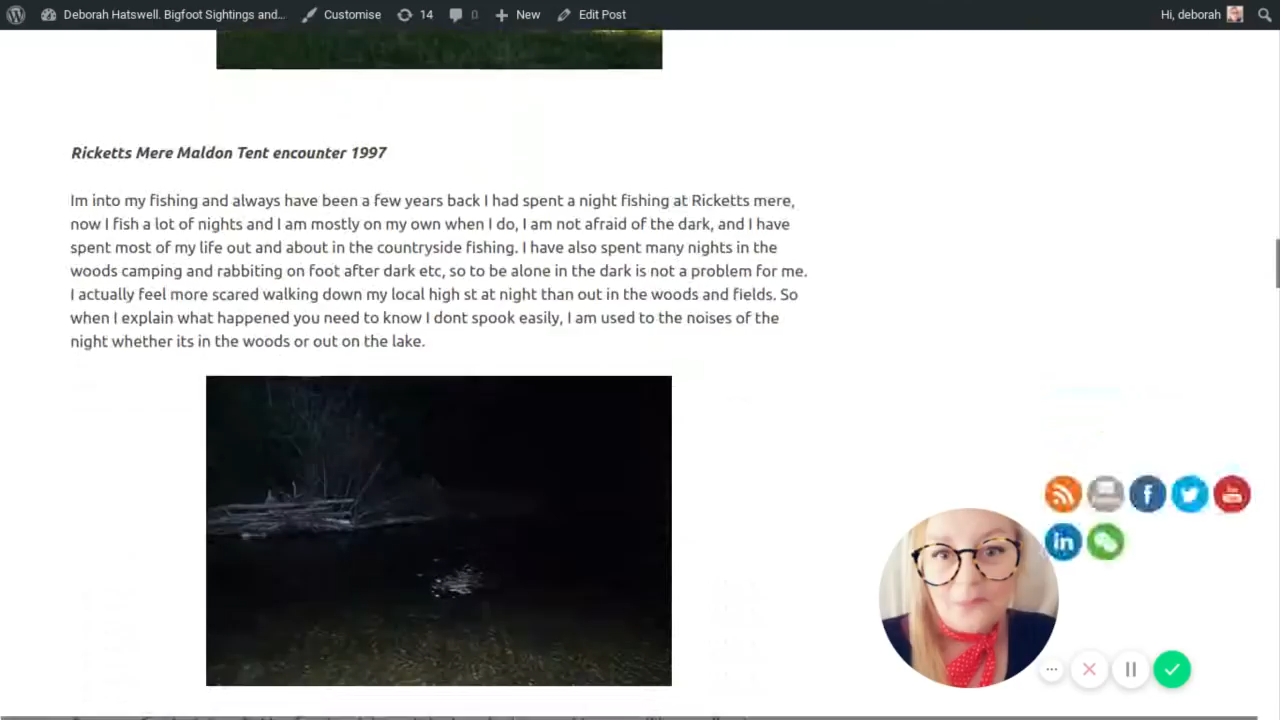 Deborah Hatswell. Bigfoot Sightings and... Customise 14 0 New Edit Post Hi, deborah
Ricketts Mere Maldon Tent encounter 1997
Im into my fishing and always have been a few years back I had spent a night fishing at Ricketts mere,
now I fish a lot of nights and I am mostly on my own when I do, I am not afraid of the dark, and I have
spent most of my life out and about in the countryside fishing. I have also spent many nights in the
woods camping and rabbiting on foot after dark etc, so to be alone in the dark is not a problem for me.
I actually feel more scared walking down my local high st at night than out in the woods and fields. So
when I explain what happened you need to know I dont spook easily, I am used to the noises of the
night whether its in the woods or out on the lake.